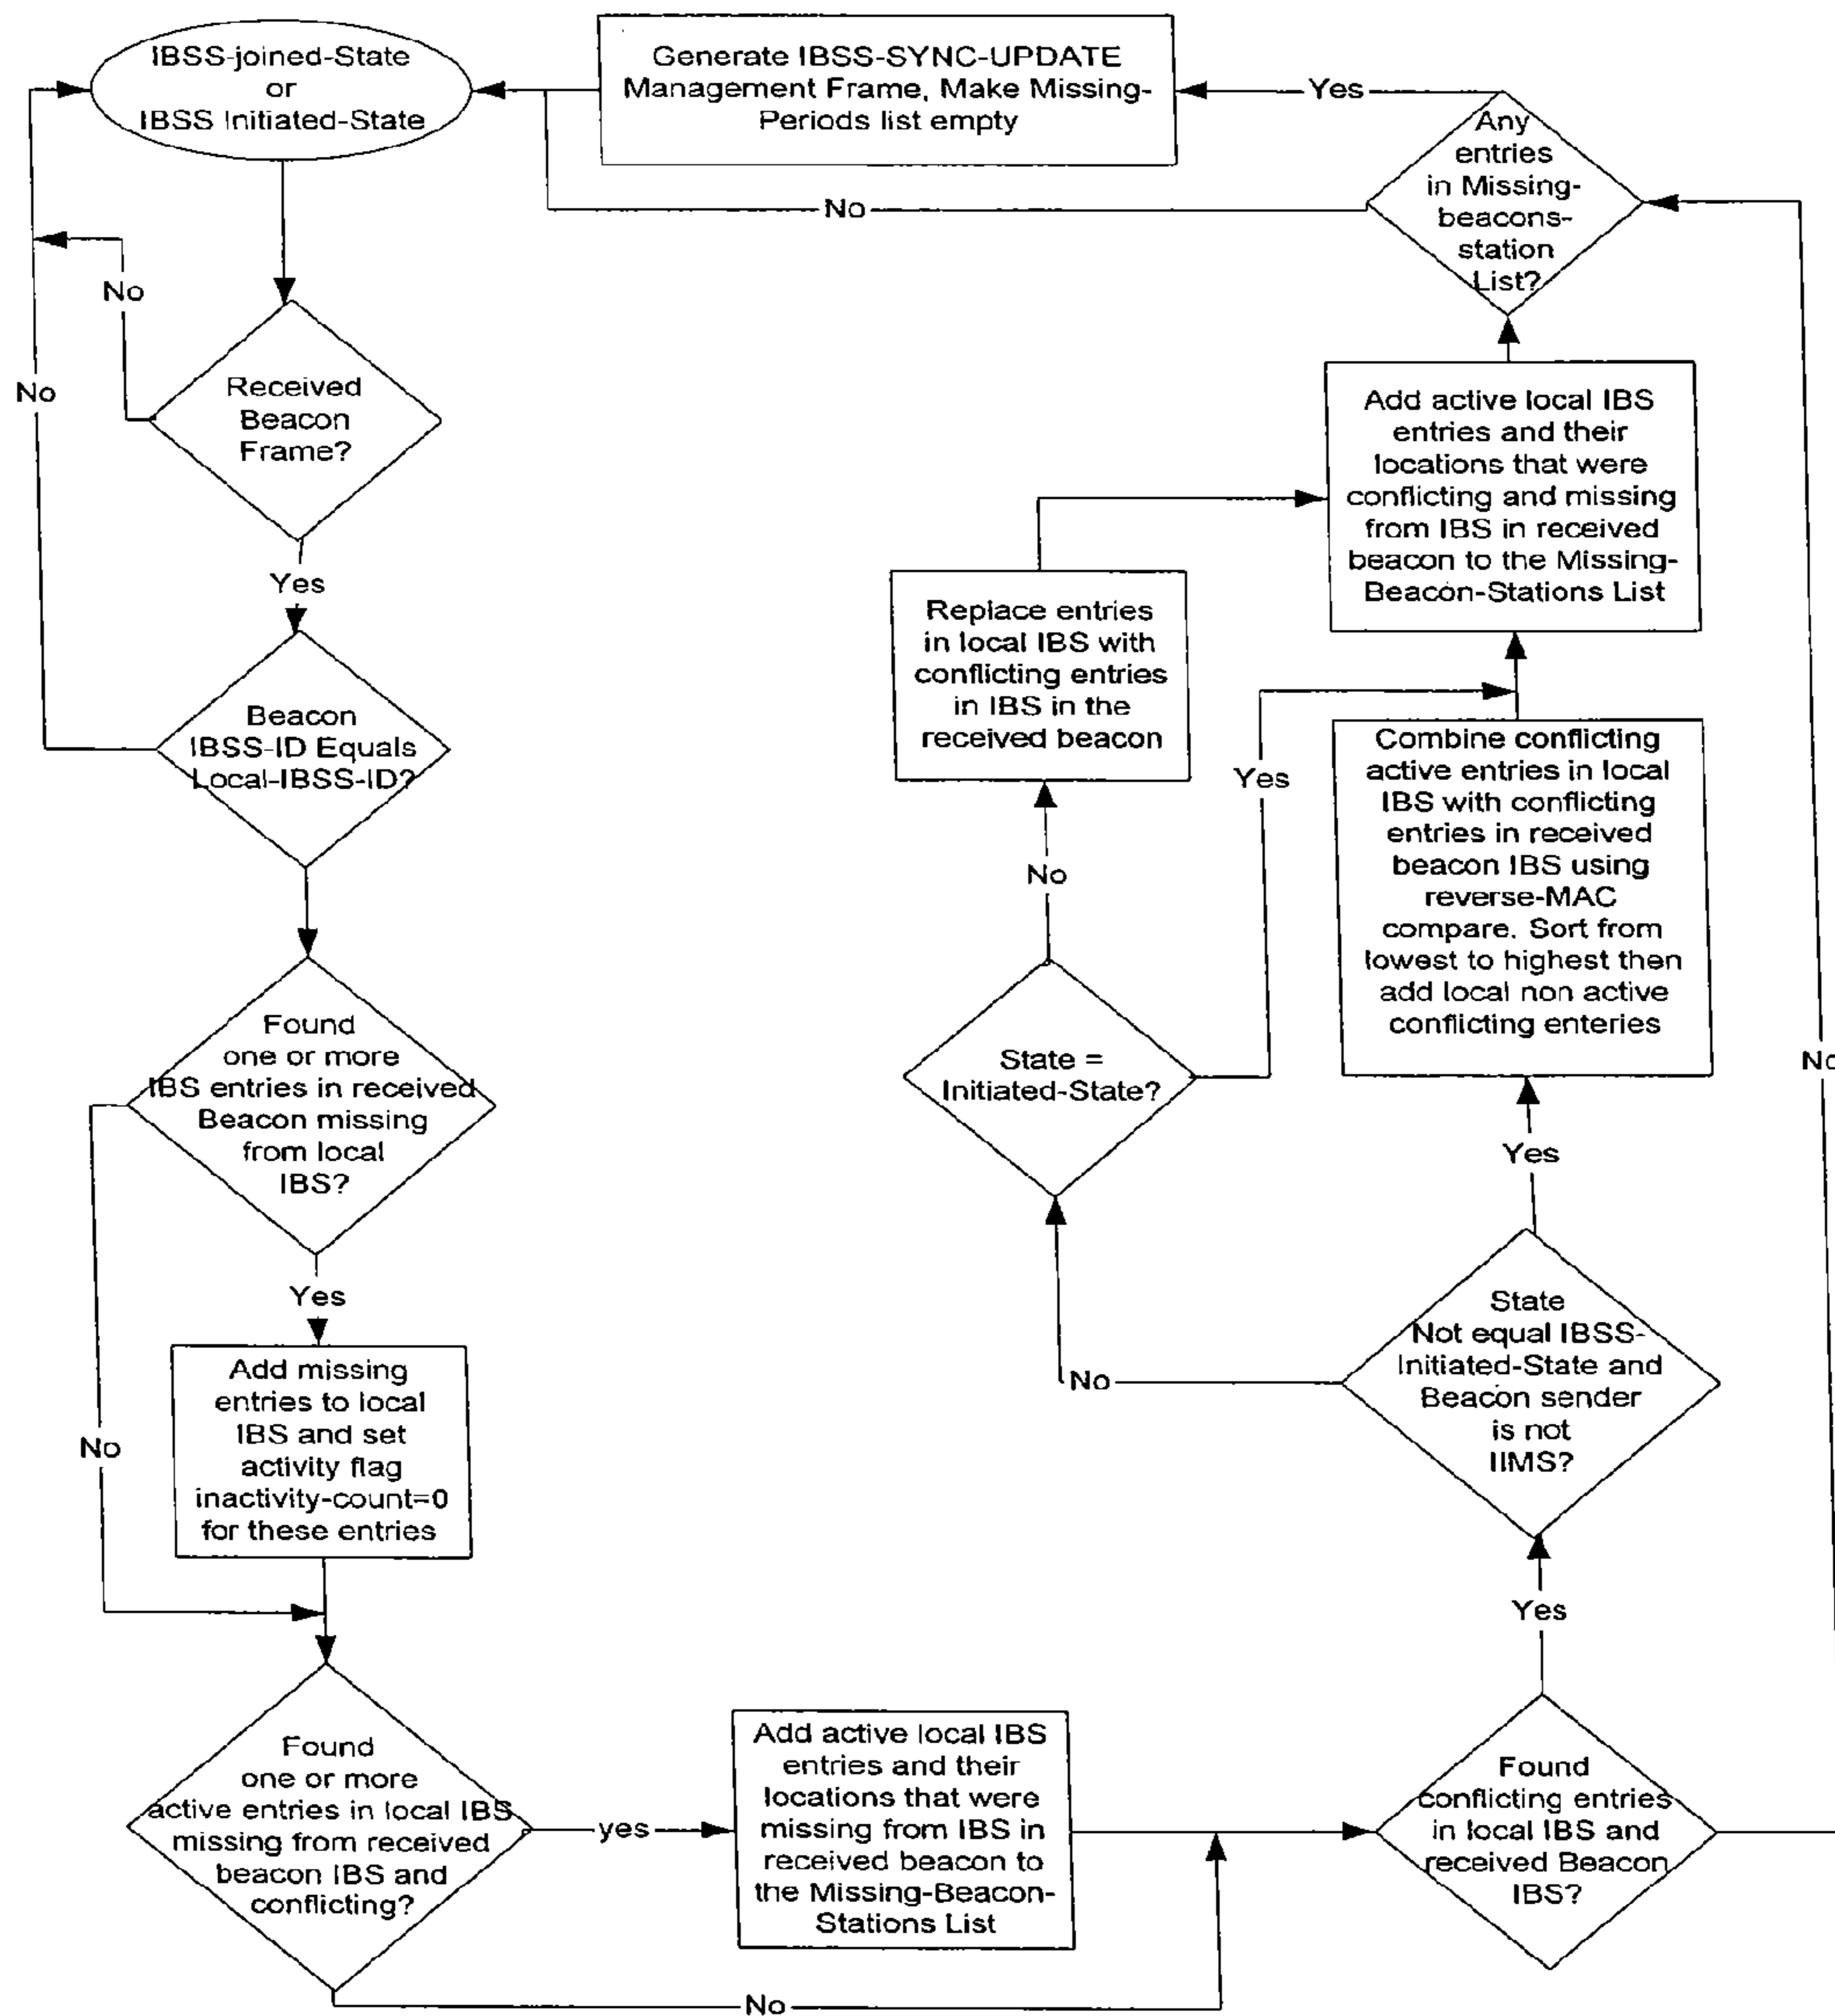 IBSS-joined-State
or
IBSS Initiated-State
Generate IBSS-SYNC-UPDATE
Management Frame, Make Missing-
Periods list empty
Yes
Any
entries
in Missing-
beacons-
station
List?
No
No
No
Received
Beacon
Frame?
Yes
Beacon
IBSS-ID Equals
Local-IBSS-ID?
Found
one or more
IBS entries in received
Beacon missing
from local
IBS?
Yes
No
Add missing
entries to local
IBS and set
activity flag
inactivity-count=0
for these entries
Found
one or more
active entries in local IBS
missing from received
beacon IBS and
conflicting?
yes
No
Add active local IBS
entries and their
locations that were
missing from IBS in
received beacon to
the Missing-Beacon-
Stations List
Found
conflicting entries
in local IBS and
received Beacon
IBS?
Yes
No
State
Not equal IBSS-
Initiated-State and
Beacon sender
is not
IIMS?
No
Yes
State =
Initiated-State?
No
Yes
Replace entries
in local IBS with
conflicting entries
in IBS in the
received beacon
Combine conflicting
active entries in local
IBS with conflicting
entries in received
beacon IBS using
reverse-MAC
compare. Sort from
lowest to highest then
add local non active
conflicting enteries
Add active local IBS
entries and their
locations that were
conflicting and missing
from IBS in received
beacon to the Missing-
Beacon-Stations List